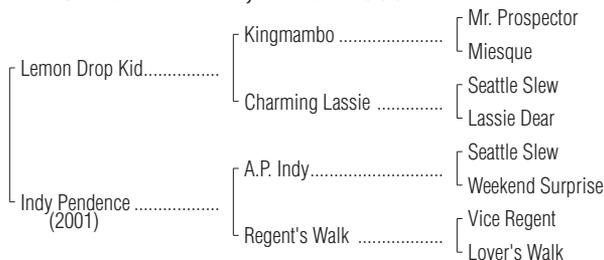 Mr. Prospector
Kingmambo ......................
Miesque
Lemon Drop Kid................
Seattle Slew
Charming Lassie ..............
Lassie Dear
Seattle Slew
A.P. Indy............................
Weekend Surprise
Indy Pendence ..................
(2001)
Vice Regent
Regent's Walk ..................
Lover's Walk